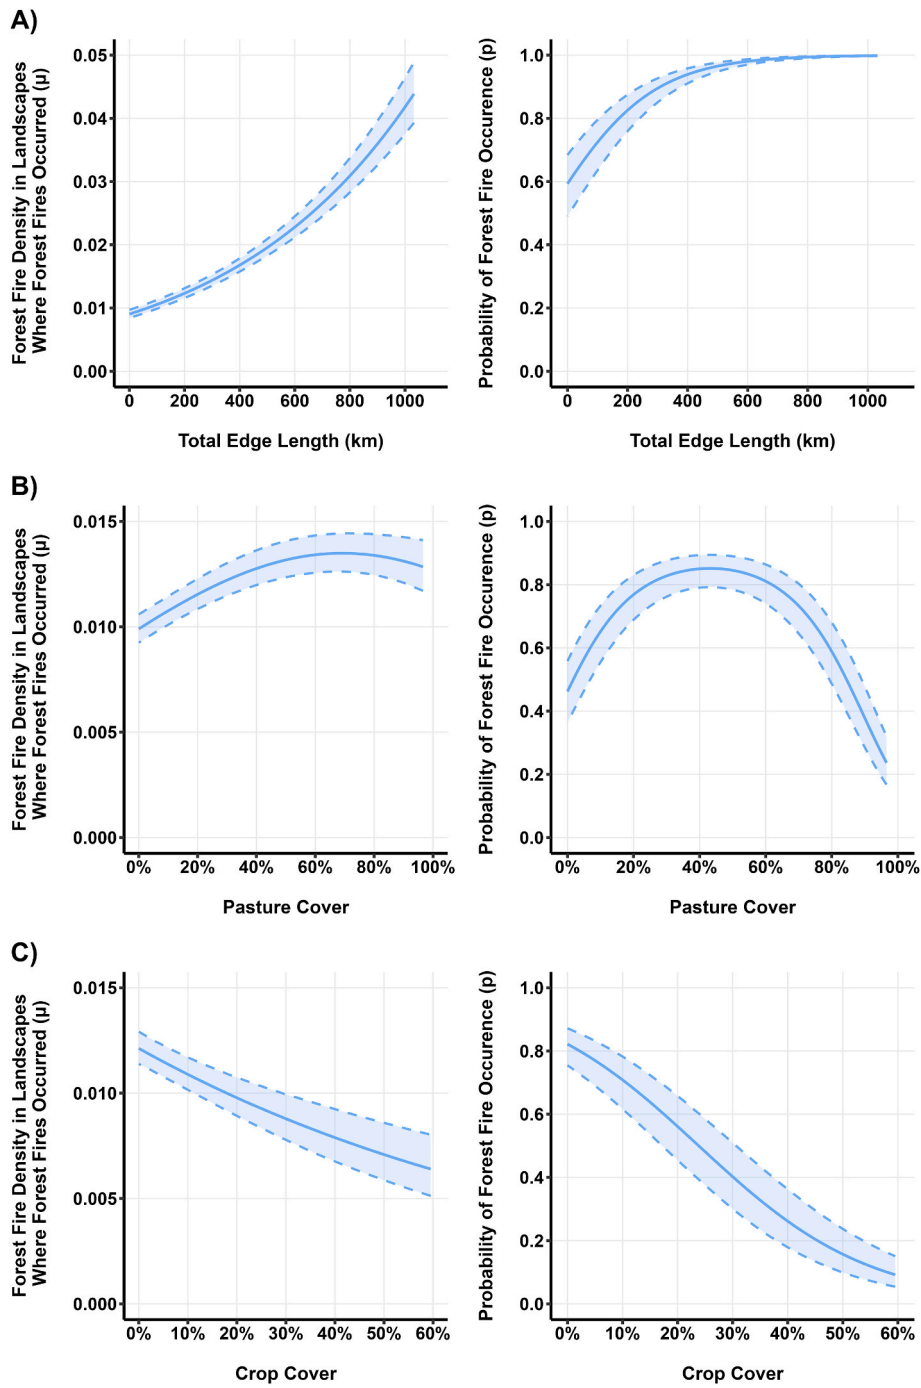 A)
Forest Fire Density in Landscapes
Where Forest Fires Occurred (μ)
0.05
0.04
0.03
0.02
0.01
0.00
0 200 400 600 800 1000
Total Edge Length (km)
Probability of Forest Fire Occurence (p)
1.0
0.8
0.6
0.4
0.2
0.0
0 200 400 600 800 1000
Total Edge Length (km)
B)
Forest Fire Density in Landscapes
Where Forest Fires Occurred (μ)
0.015
0.010
0.005
0.000
0% 20% 40% 60% 80% 100%
Pasture Cover
Probability of Forest Fire Occurence (p)
1.0
0.8
0.6
0.4
0.2
0.0
0% 20% 40% 60% 80% 100%
Pasture Cover
C)
Forest Fire Density in Landscapes
Where Forest Fires Occurred (μ)
0.015
0.010
0.005
0.000
0% 10% 20% 30% 40% 50% 60%
Crop Cover
Probability of Forest Fire Occurence (p)
1.0
0.8
0.6
0.4
0.2
0.0
0% 10% 20% 30% 40% 50% 60%
Crop Cover